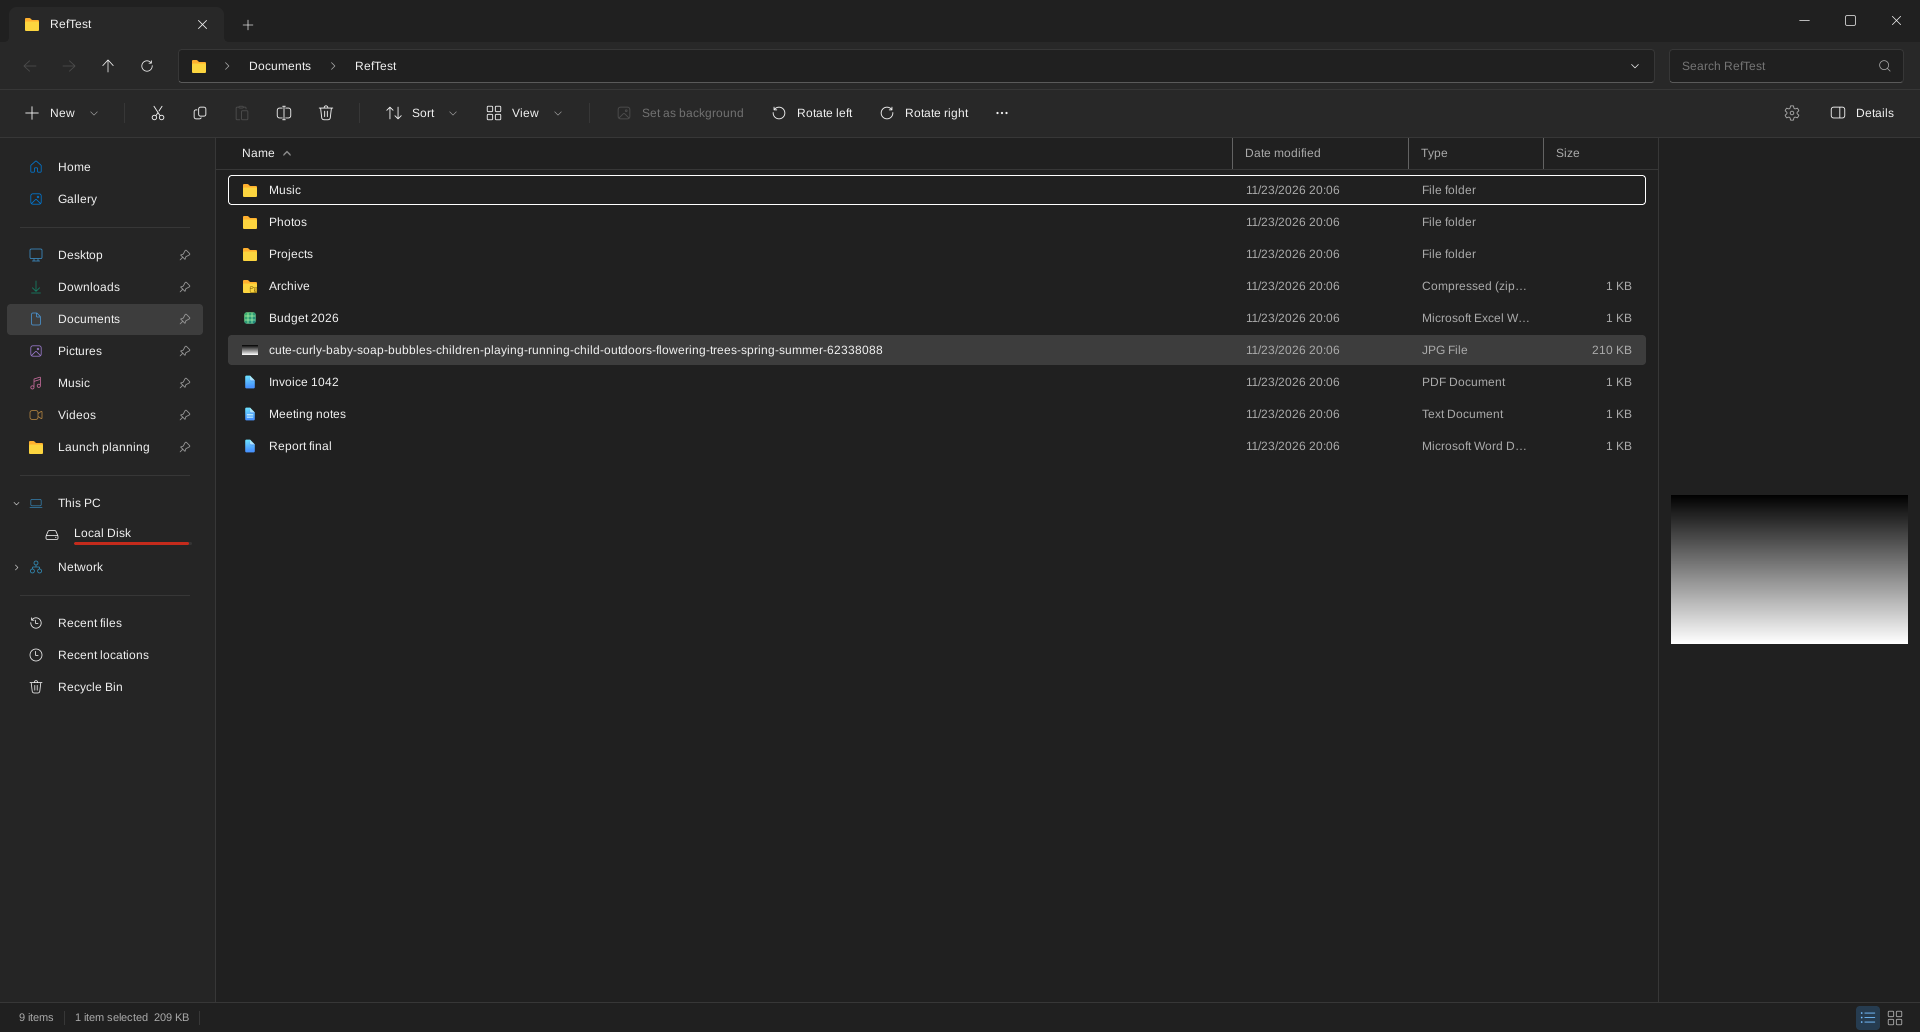 RefTest
Documents
RefTest
Search RefTest
New
Sort
View
Set as background
Rotate left
Rotate right
Details
Home
Gallery
Desktop
Downloads
Documents
Pictures
Music
Videos
Launch planning
This PC
Local Disk
Network
Recent files
Recent locations
Recycle Bin
Name Date modified Type Size
Music 11/23/2026 20:06 File folder
Photos 11/23/2026 20:06 File folder
Projects 11/23/2026 20:06 File folder
Archive 11/23/2026 20:06 Compressed (zip… 1 KB
Budget 2026 11/23/2026 20:06 Microsoft Excel W… 1 KB
cute-curly-baby-soap-bubbles-children-playing-running-child-outdoors-flowering-trees-spring-summer-62338088 11/23/2026 20:06 JPG File 210 KB
Invoice 1042 11/23/2026 20:06 PDF Document 1 KB
Meeting notes 11/23/2026 20:06 Text Document 1 KB
Report final 11/23/2026 20:06 Microsoft Word D… 1 KB
9 items 1 item selected 209 KB